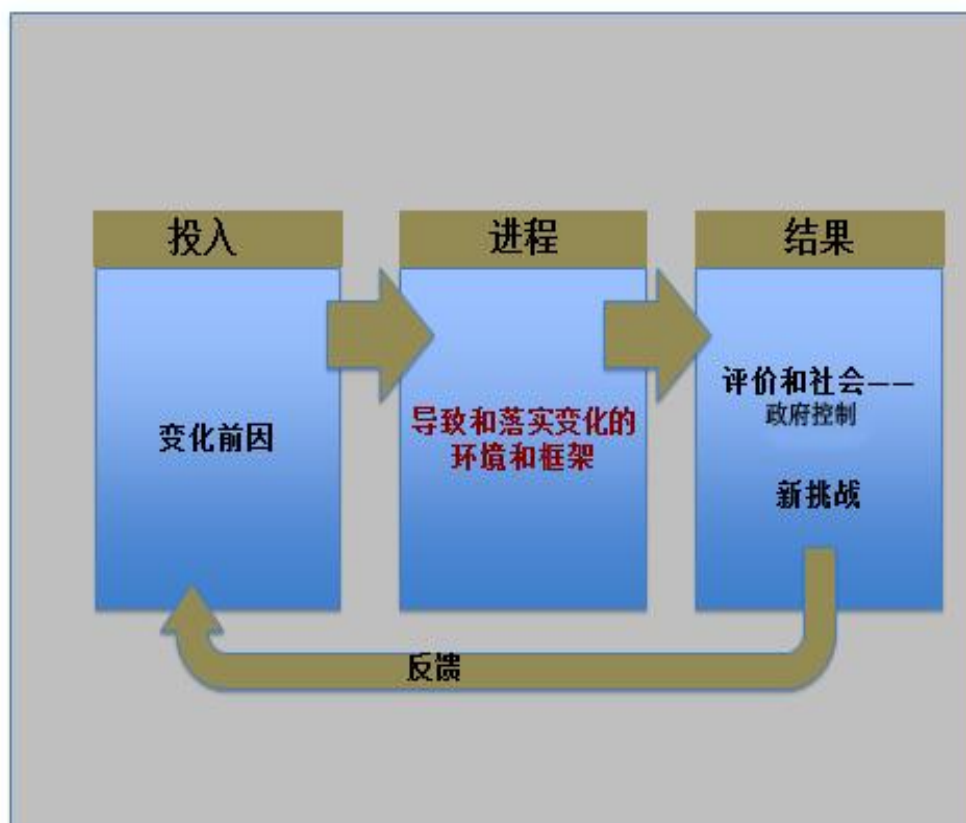 投入
进程
结果
变化前因
导致和落实变化的
环境和框架
评价和社会——
政府控制
新挑战
反馈